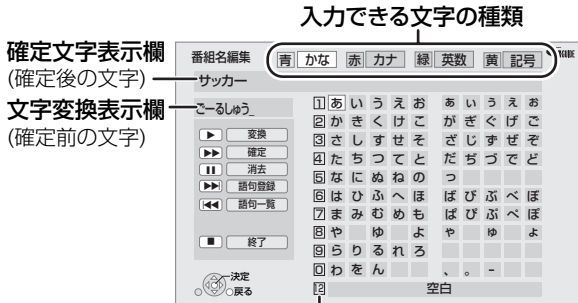 入力できる文字の種類
確定文字表示欄
(確定後の文字)
文字変換表示欄
(確定前の文字)
番組名編集 青 かな 赤 カナ 緑 英数 黄 記号
サッカー
ごーるしゅう_
変換
確定
消去
語句登録
語句一覧
終了
決定
戻る
1 あ い う え お ぁ ぃ ぅ ぇ ぉ
2 か き く け こ が ぎ ぐ げ ご
3 さ し す せ そ ざ じ ず ぜ ぞ
4 た ち つ て と だ ぢ づ で ど
5 な に ぬ ね の っ
6 は ひ ふ へ ほ ば び ぶ べ ぼ
7 ま み む め も ぱ ぴ ぷ ぺ ぽ
8 や ゆ よ ゃ ゅ ょ
9 ら り る れ ろ
0 わ を ん 、 。 -
12 空白